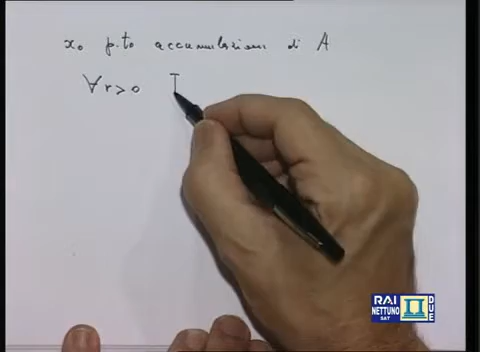 x₀ p.to accumulazione di A
∀ r > 0 I
RAI
NETTUNO
SAT
DUE